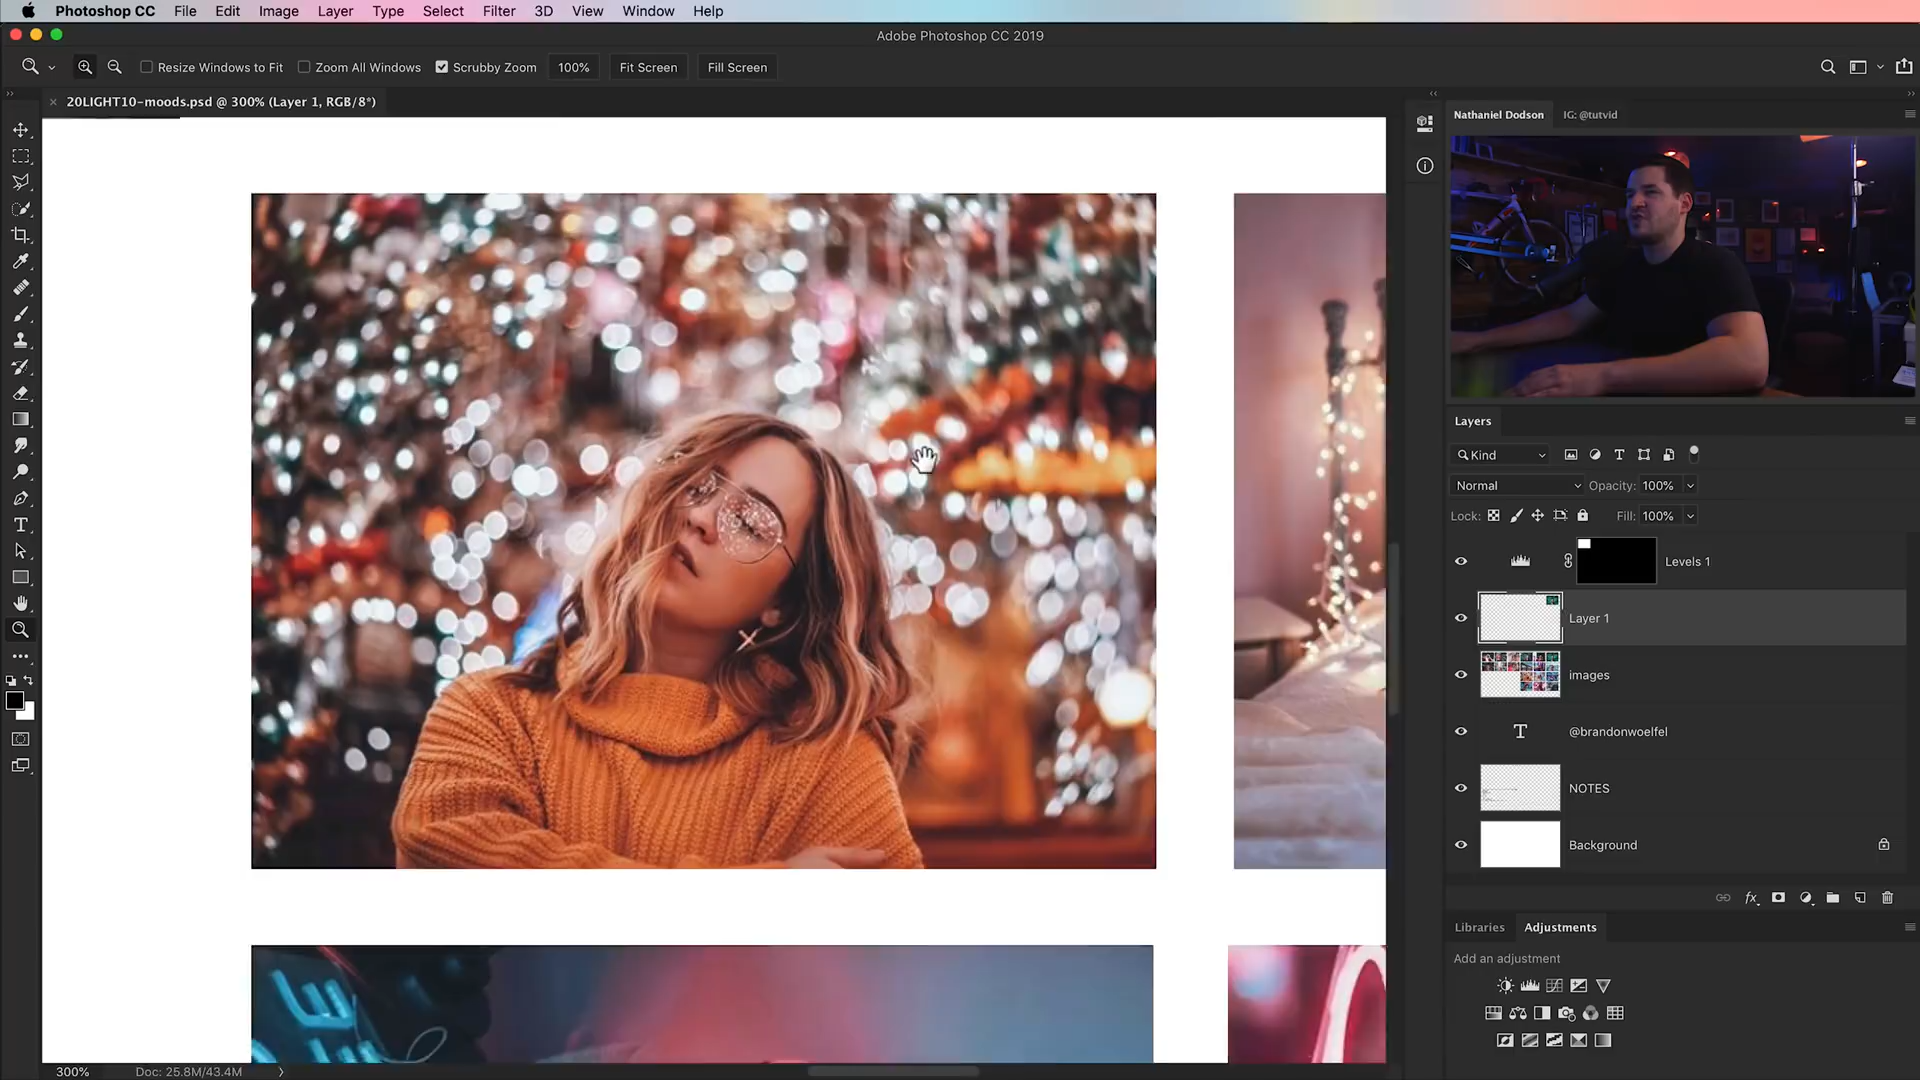 Photoshop CC File Edit Image Layer Type Select Filter 3D View Window Help
Adobe Photoshop CC 2019
Resize Windows to Fit Zoom All Windows Scrubby Zoom 100% Fit Screen Fill Screen
20LIGHT10-moods.psd @ 300% (Layer 1, RGB/8*)
Nathaniel Dodson IG: @tutvid
Layers
Kind
Normal Opacity: 100%
Lock: Fill: 100%
Levels 1
Layer 1
images
@brandonwoelfel
NOTES
Background
Libraries Adjustments
Add an adjustment
300% Doc: 25.8M/43.4M